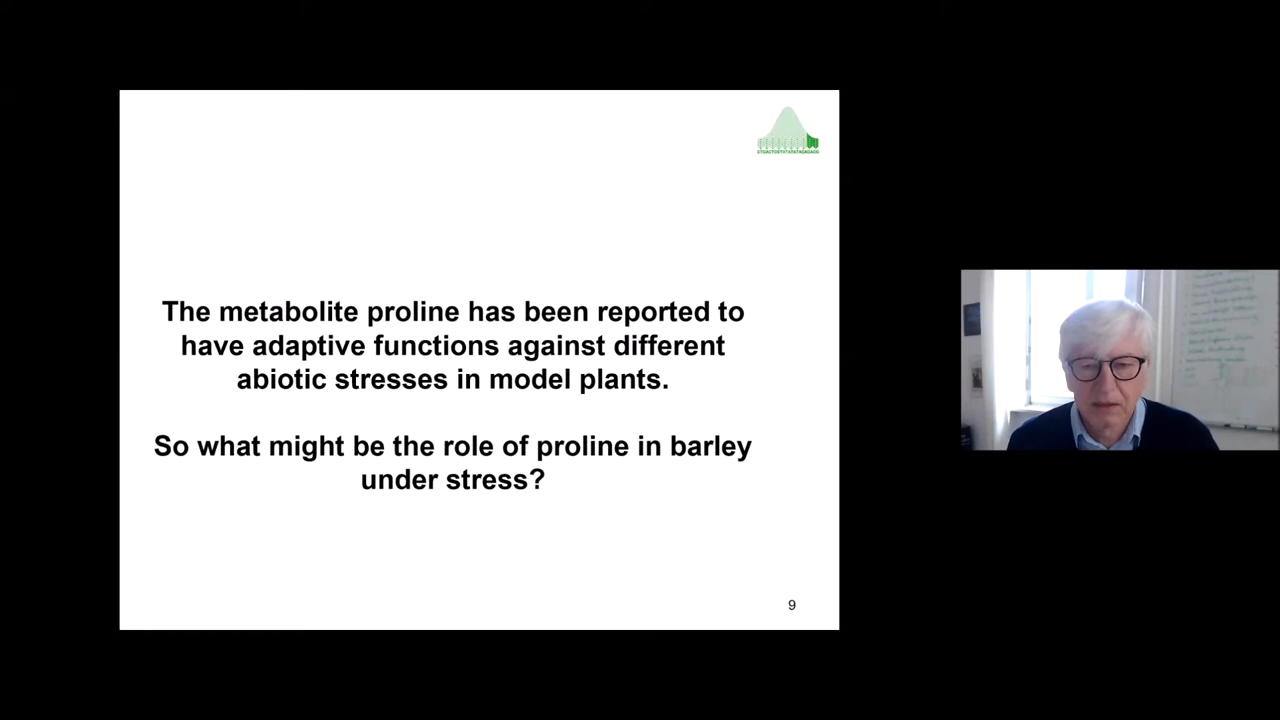 The metabolite proline has been reported to
have adaptive functions against different
abiotic stresses in model plants.
So what might be the role of proline in barley
under stress?
9